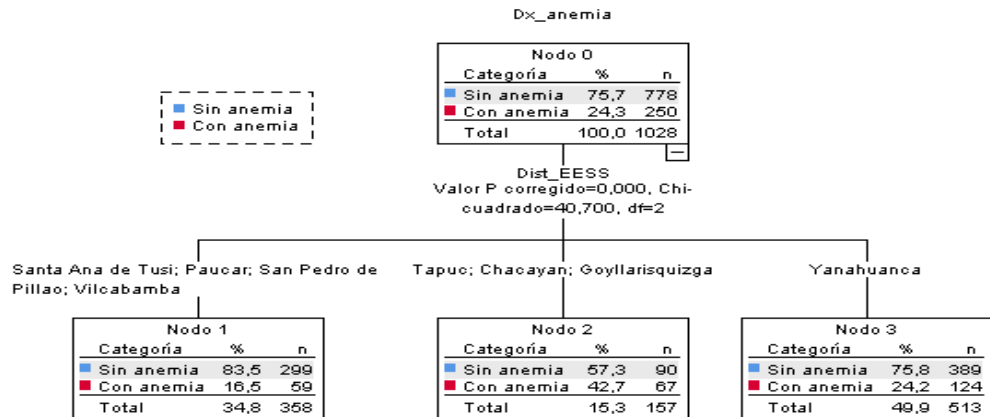 Dx_anemia
Nodo 0
Categoría % n
Sin anemia 75,7 778
Con anemia 24,3 250
Total 100,0 1028
Sin anemia
Con anemia
Dist_EESS
Valor P corregido=0,000, Chi-
cuadrado=40,700, df=2
Santa Ana de Tusi; Paucar; San Pedro de
Pillao; Vilcabamba
Tapuc; Chacayan; Goyllarisquizga
Yanahuanca
Nodo 1
Categoría % n
Sin anemia 83,5 299
Con anemia 16,5 59
Total 34,8 358
Nodo 2
Categoría % n
Sin anemia 57,3 90
Con anemia 42,7 67
Total 15,3 157
Nodo 3
Categoría % n
Sin anemia 75,8 389
Con anemia 24,2 124
Total 49,9 513